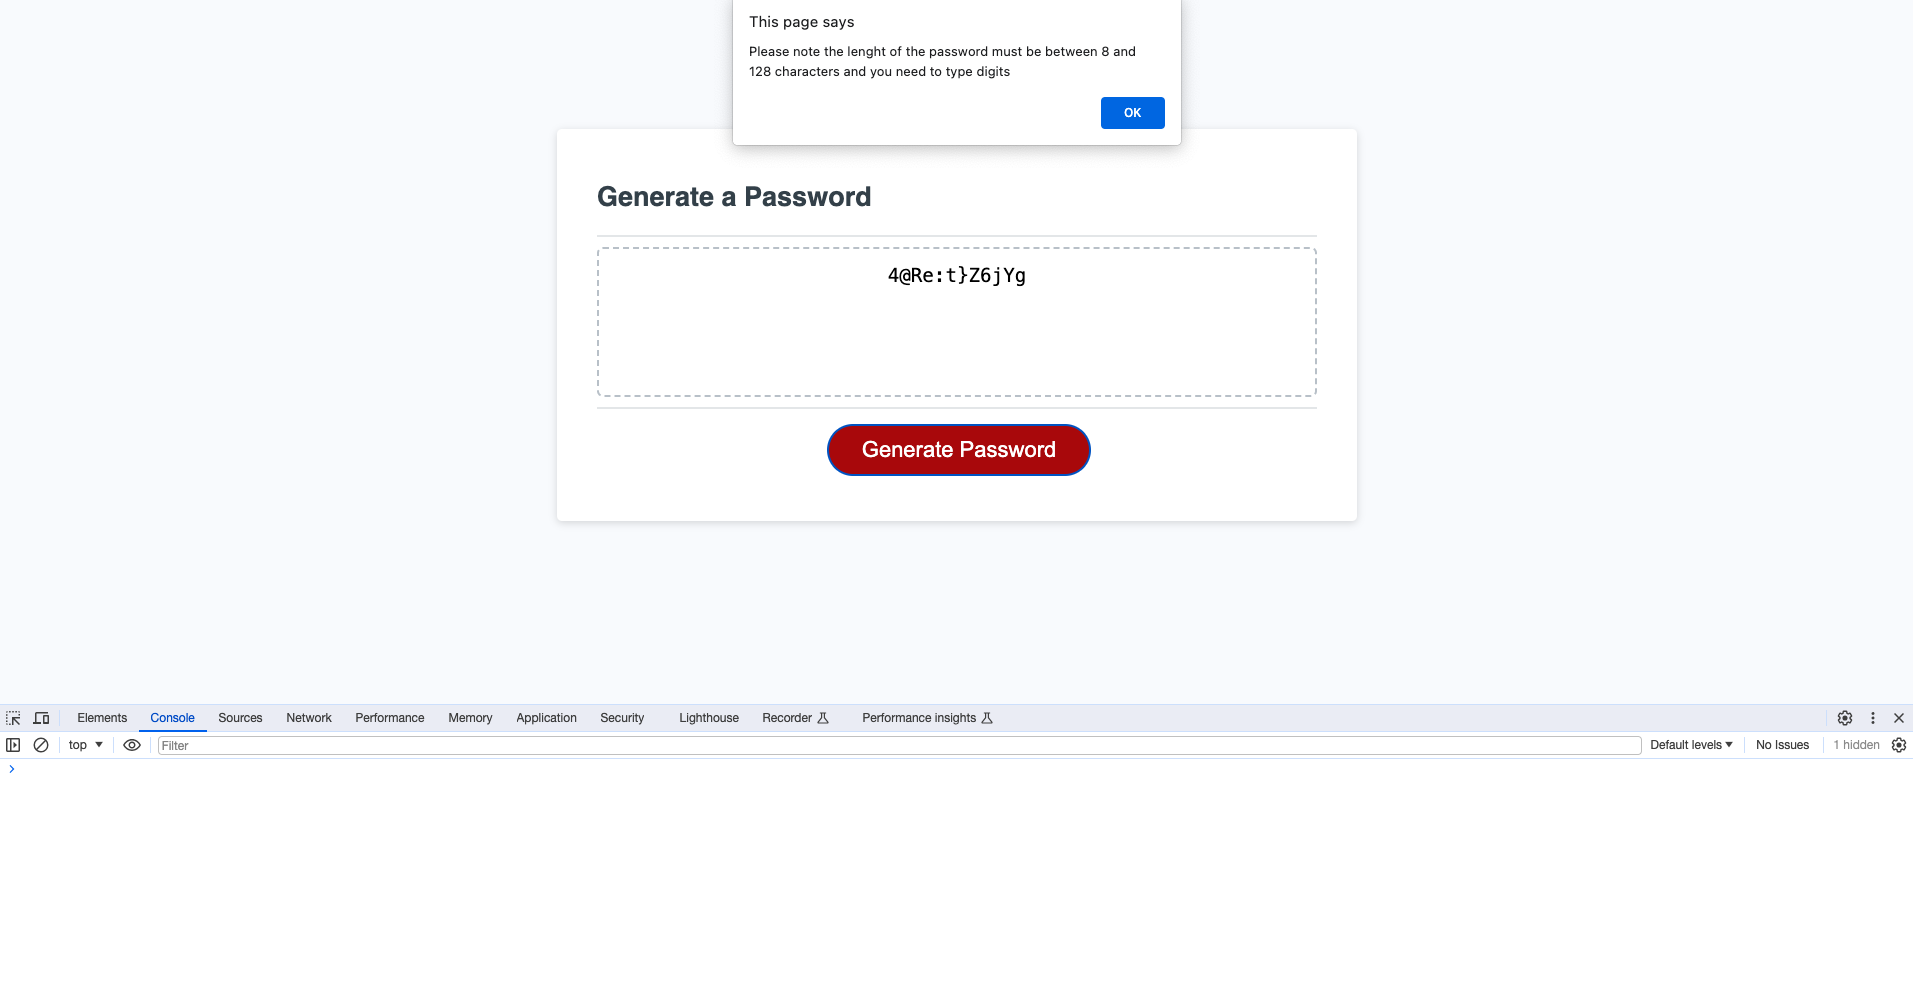 This page says
Please note the lenght of the password must be between 8 and
128 characters and you need to type digits
OK
Generate a Password
4@Re:t}Z6jYg
Generate Password
Elements Console Sources Network Performance Memory Application Security Lighthouse Recorder Performance insights
top Filter Default levels No Issues 1 hidden